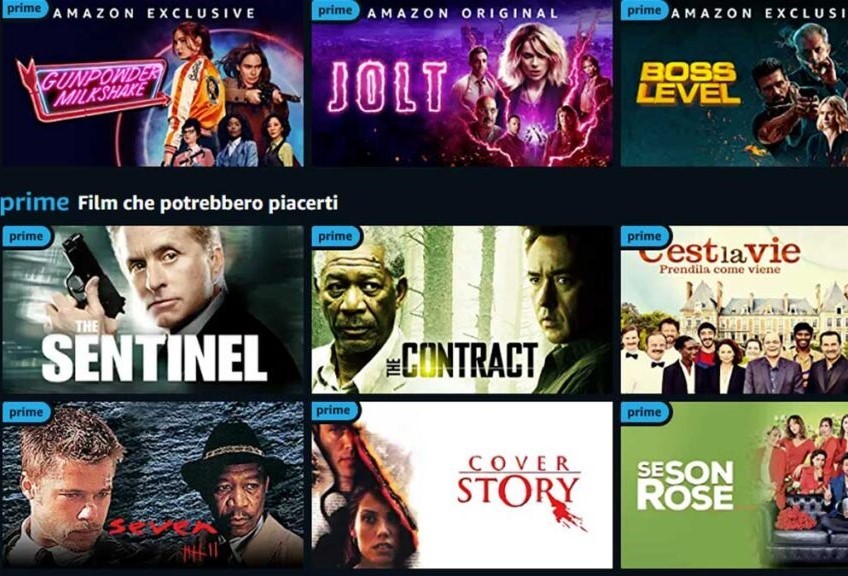 prime
AMAZON EXCLUSIVE
GUNPOWDER
MILKSHAKE
prime
AMAZON ORIGINAL
JOLT
prime
AMAZON EXCLUSI
BOSS
LEVEL
prime Film che potrebbero piacerti
prime
THE
SENTINEL
prime
THE CONTRACT
prime
C'est la vie
Prendila come viene
prime
seven
prime
COVER
STORY
prime
SE SON
ROSE